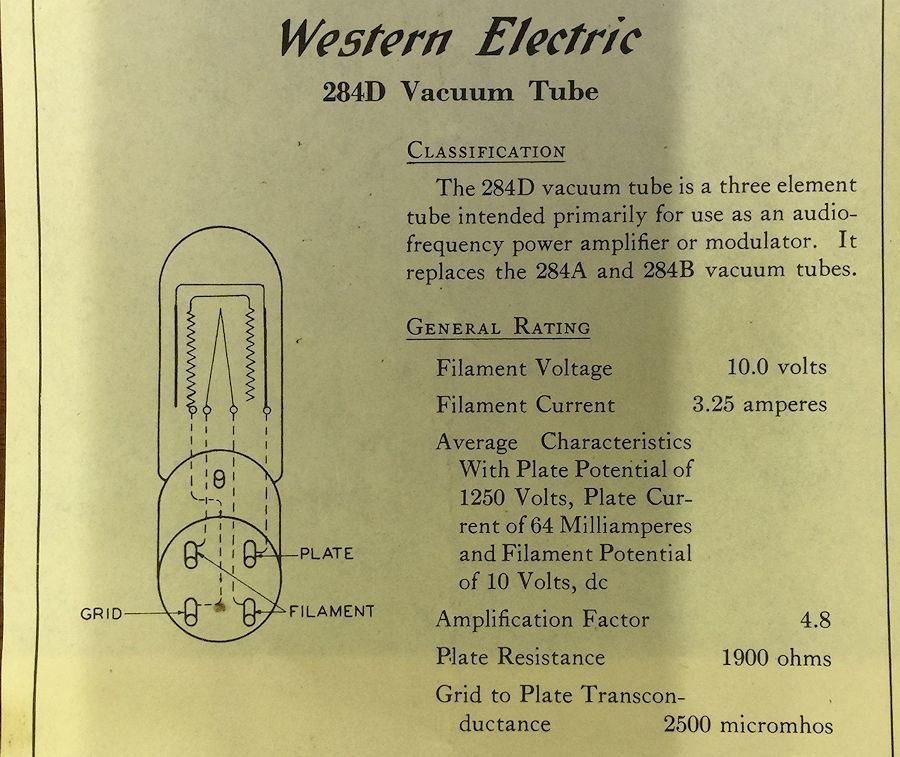 Western Electric
284D Vacuum Tube
CLASSIFICATION
The 284D vacuum tube is a three element
tube intended primarily for use as an audio-
frequency power amplifier or modulator. It
replaces the 284A and 284B vacuum tubes.
GENERAL RATING
Filament Voltage 10.0 volts
Filament Current 3.25 amperes
Average Characteristics
With Plate Potential of
1250 Volts, Plate Cur-
rent of 64 Milliamperes
and Filament Potential
of 10 Volts, dc
Amplification Factor 4.8
Plate Resistance 1900 ohms
Grid to Plate Transcon-
ductance 2500 micromhos
PLATE
GRID
FILAMENT